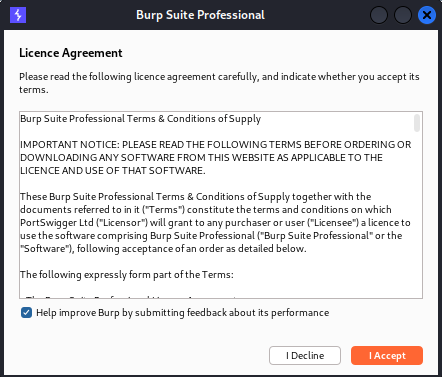 Burp Suite Professional
Licence Agreement
Please read the following licence agreement carefully, and indicate whether you accept its
terms.
Burp Suite Professional Terms & Conditions of Supply
IMPORTANT NOTICE: PLEASE READ THE FOLLOWING TERMS BEFORE ORDERING OR
DOWNLOADING ANY SOFTWARE FROM THIS WEBSITE AS APPLICABLE TO THE
LICENCE AND USE OF THAT SOFTWARE.
These Burp Suite Professional Terms & Conditions of Supply together with the
documents referred to in it ("Terms") constitute the terms and conditions on which
PortSwigger Ltd ("Licensor") will grant to any purchaser or user ("Licensee") a licence to
use the software comprising Burp Suite Professional ("Burp Suite Professional" or the
"Software"), following acceptance of an order as detailed below.
The following expressly form part of the Terms:
Help improve Burp by submitting feedback about its performance
I Decline
I Accept